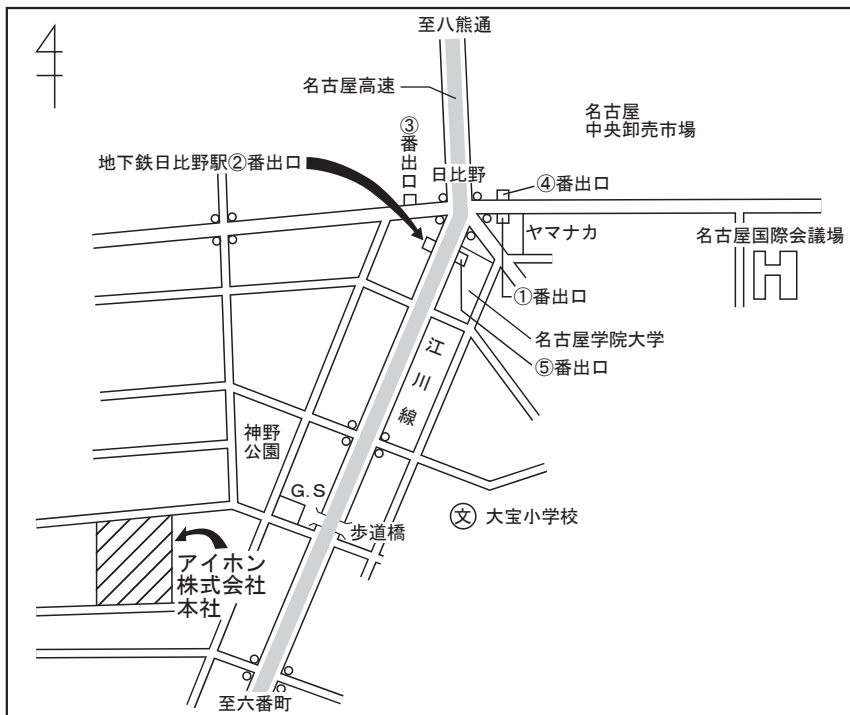 至八熊通
名古屋高速
名古屋
中央卸売市場
③番出口
地下鉄日比野駅②番出口
日比野
④番出口
ヤマナカ
名古屋国際会議場
①番出口
名古屋学院大学
⑤番出口
江川線
神野
公園
G.S
歩道橋
文 大宝小学校
アイホン
株式会社
本社
至六番町